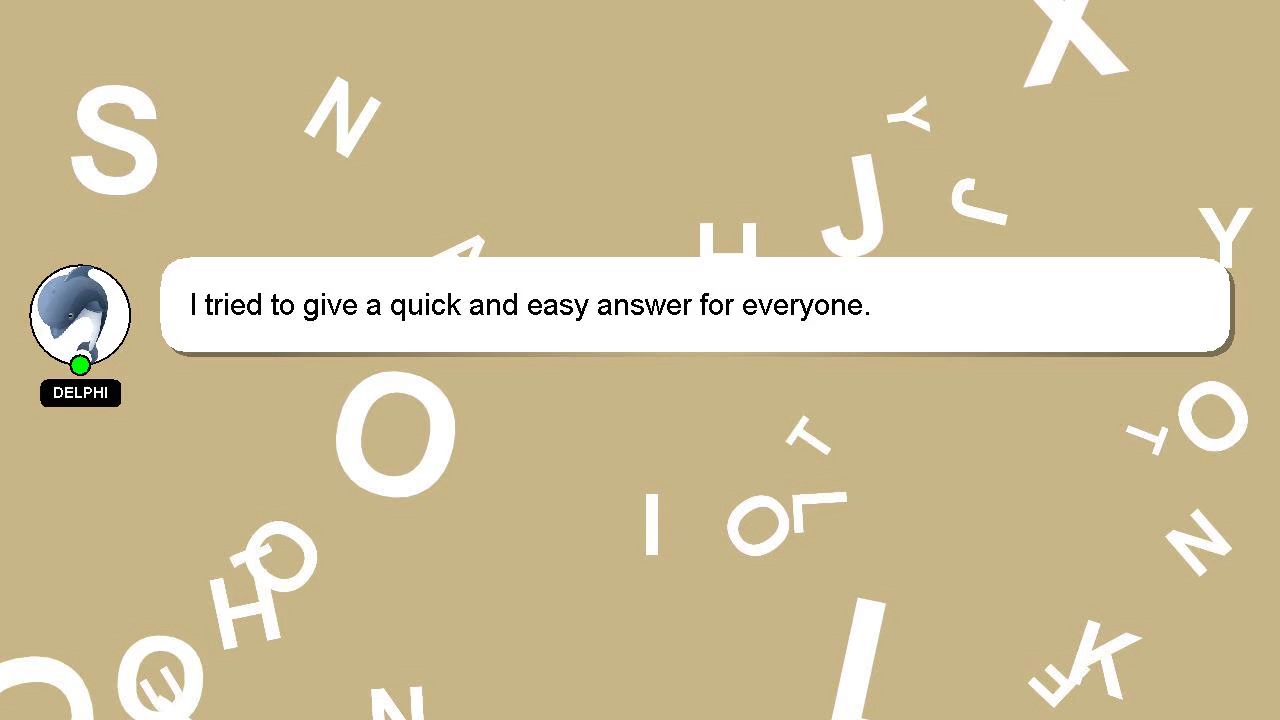 I tried to give a quick and easy answer for everyone.
DELPHI
S
N
X
Y
J
J
Y
A
H
O
T
T
O
I
O
L
N
O
T
H
I
K
E
O
N